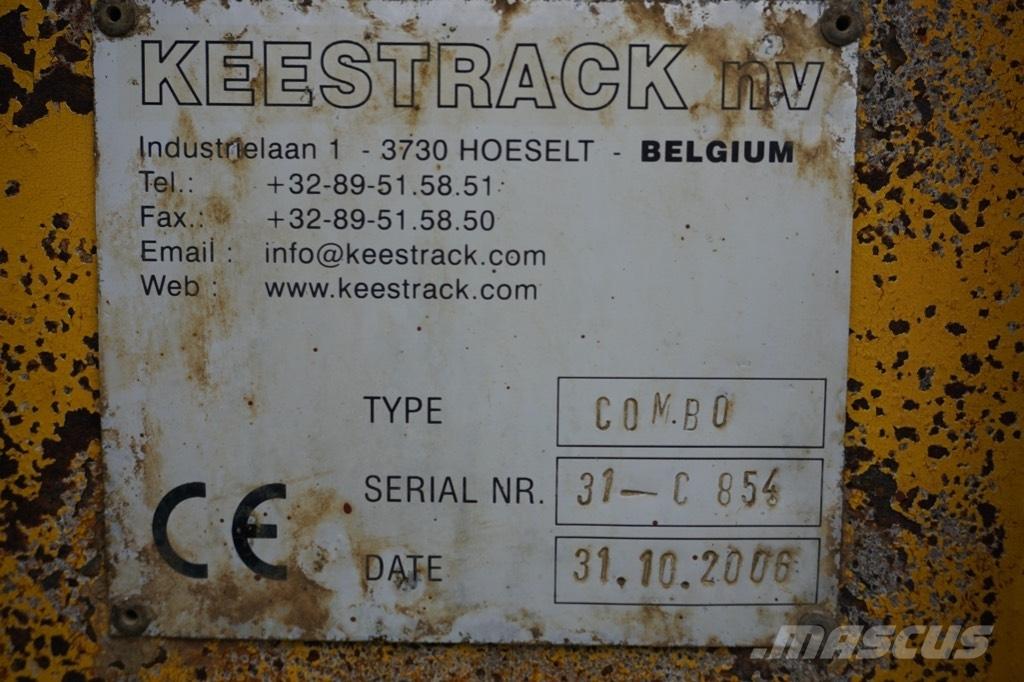 KEESTRACK nv
Industrielaan 1 - 3730 HOESELT - BELGIUM
Tel.: +32-89-51.58.51
Fax.: +32-89-51.58.50
Email : info@keestrack.com
Web : www.keestrack.com
TYPE COMBO
SERIAL NR. 31-C 854
CE
DATE 31.10.2006
MASCUS